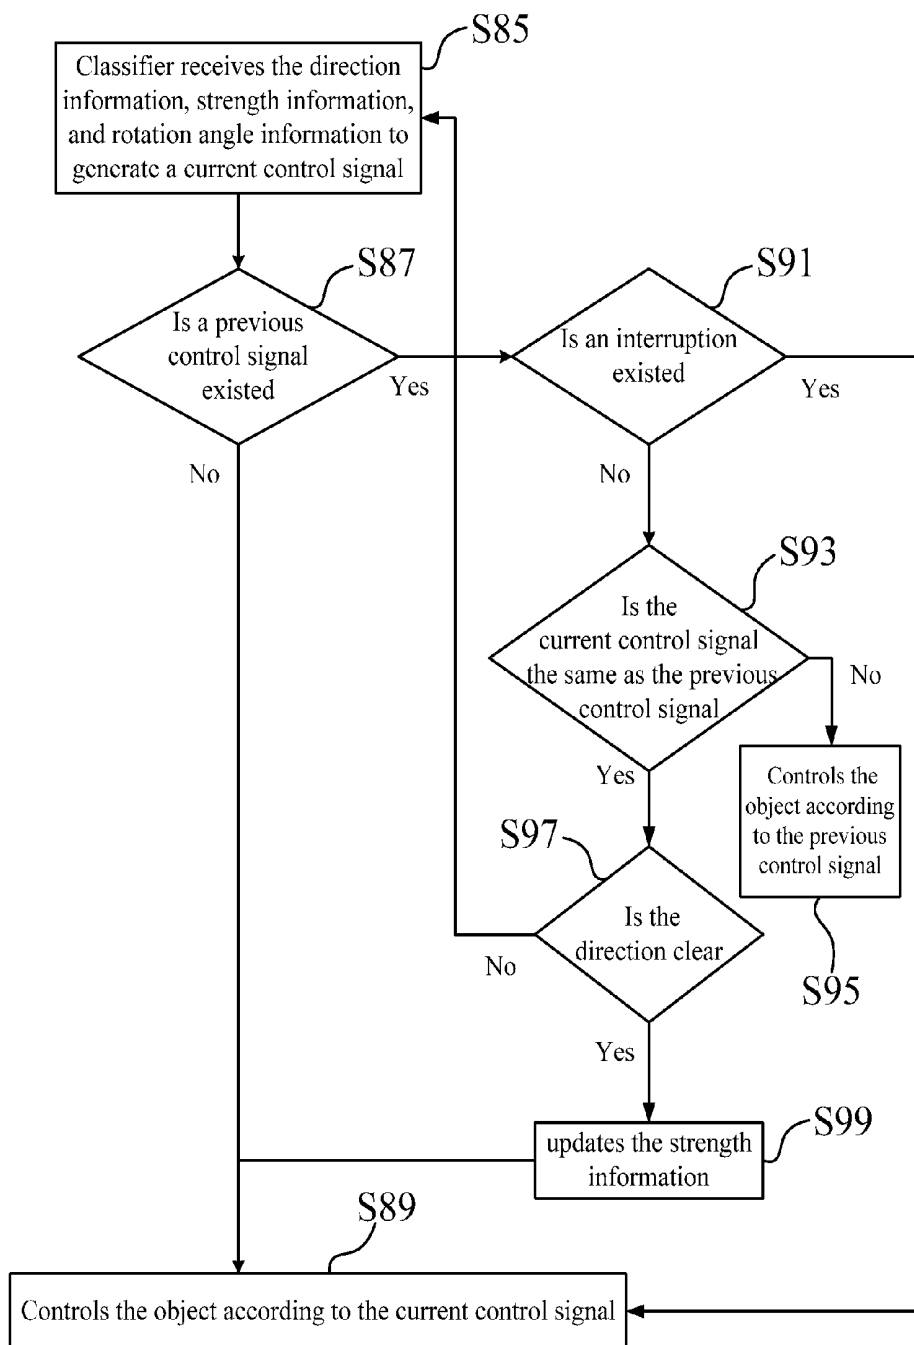 S85
Classifier receives the direction
information, strength information,
and rotation angle information to
generate a current control signal
S87
Is a previous
control signal
existed
Yes
No
S91
Is an interruption
existed
Yes
No
S93
Is the
current control signal
the same as the previous
control signal
No
Yes
Controls the
object according
to the previous
control signal
S95
S97
Is the
direction clear
No
Yes
S99
updates the strength
information
S89
Controls the object according to the current control signal